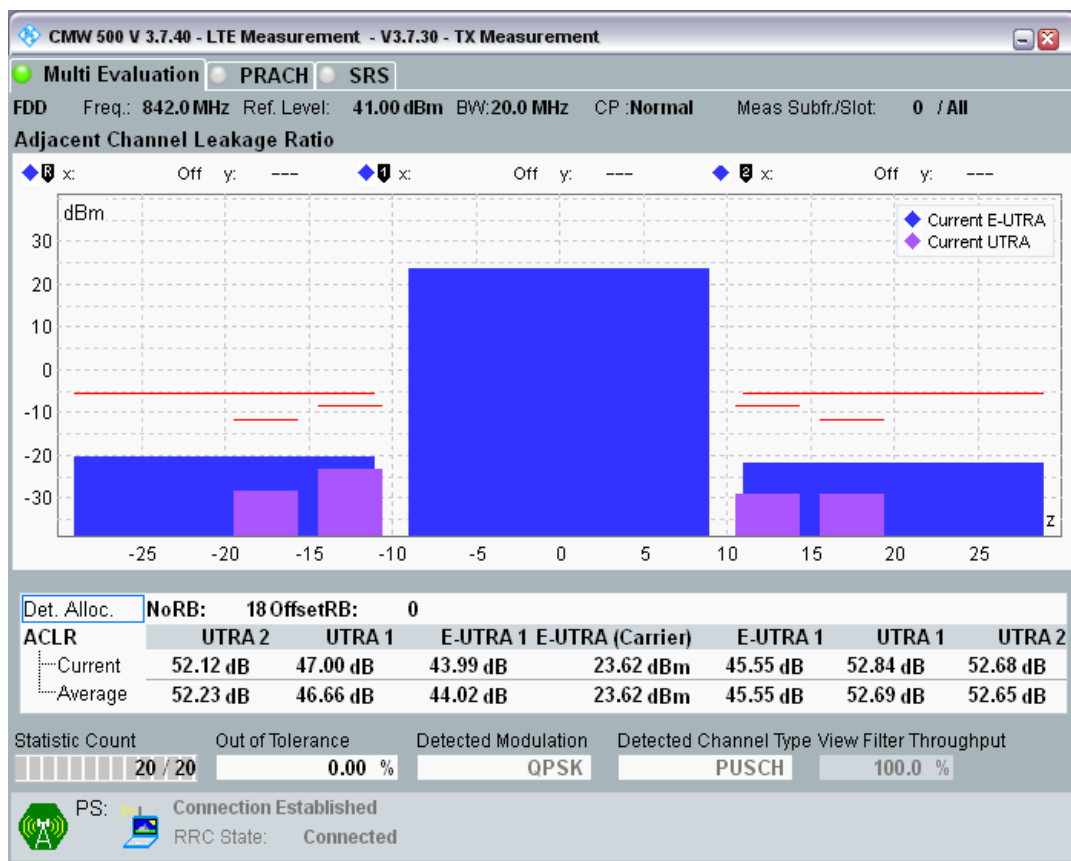 CMW 500 V 3.7.40 - LTE Measurement - V3.7.30 - TX Measurement
Multi Evaluation PRACH SRS
FDD Freq.: 842.0 MHz Ref. Level: 41.00 dBm BW:20.0 MHz CP :Normal Meas Subfr./Slot: 0 / All
Adjacent Channel Leakage Ratio
R x: Off y: --- 1 x: Off y: --- 2 x: Off y: ---
dBm
Current E-UTRA
Current UTRA
30
20
10
0
-10
-20
-30
z
-25 -20 -15 -10 -5 0 5 10 15 20 25
Det. Alloc. NoRB: 18 OffsetRB: 0
ACLR UTRA 2 UTRA 1 E-UTRA 1 E-UTRA (Carrier) E-UTRA 1 UTRA 1 UTRA 2
Current 52.12 dB 47.00 dB 43.99 dB 23.62 dBm 45.55 dB 52.84 dB 52.68 dB
Average 52.23 dB 46.66 dB 44.02 dB 23.62 dBm 45.55 dB 52.69 dB 52.65 dB
Statistic Count Out of Tolerance Detected Modulation Detected Channel Type View Filter Throughput
20 / 20 0.00 % QPSK PUSCH 100.0 %
PS: Connection Established
RRC State: Connected